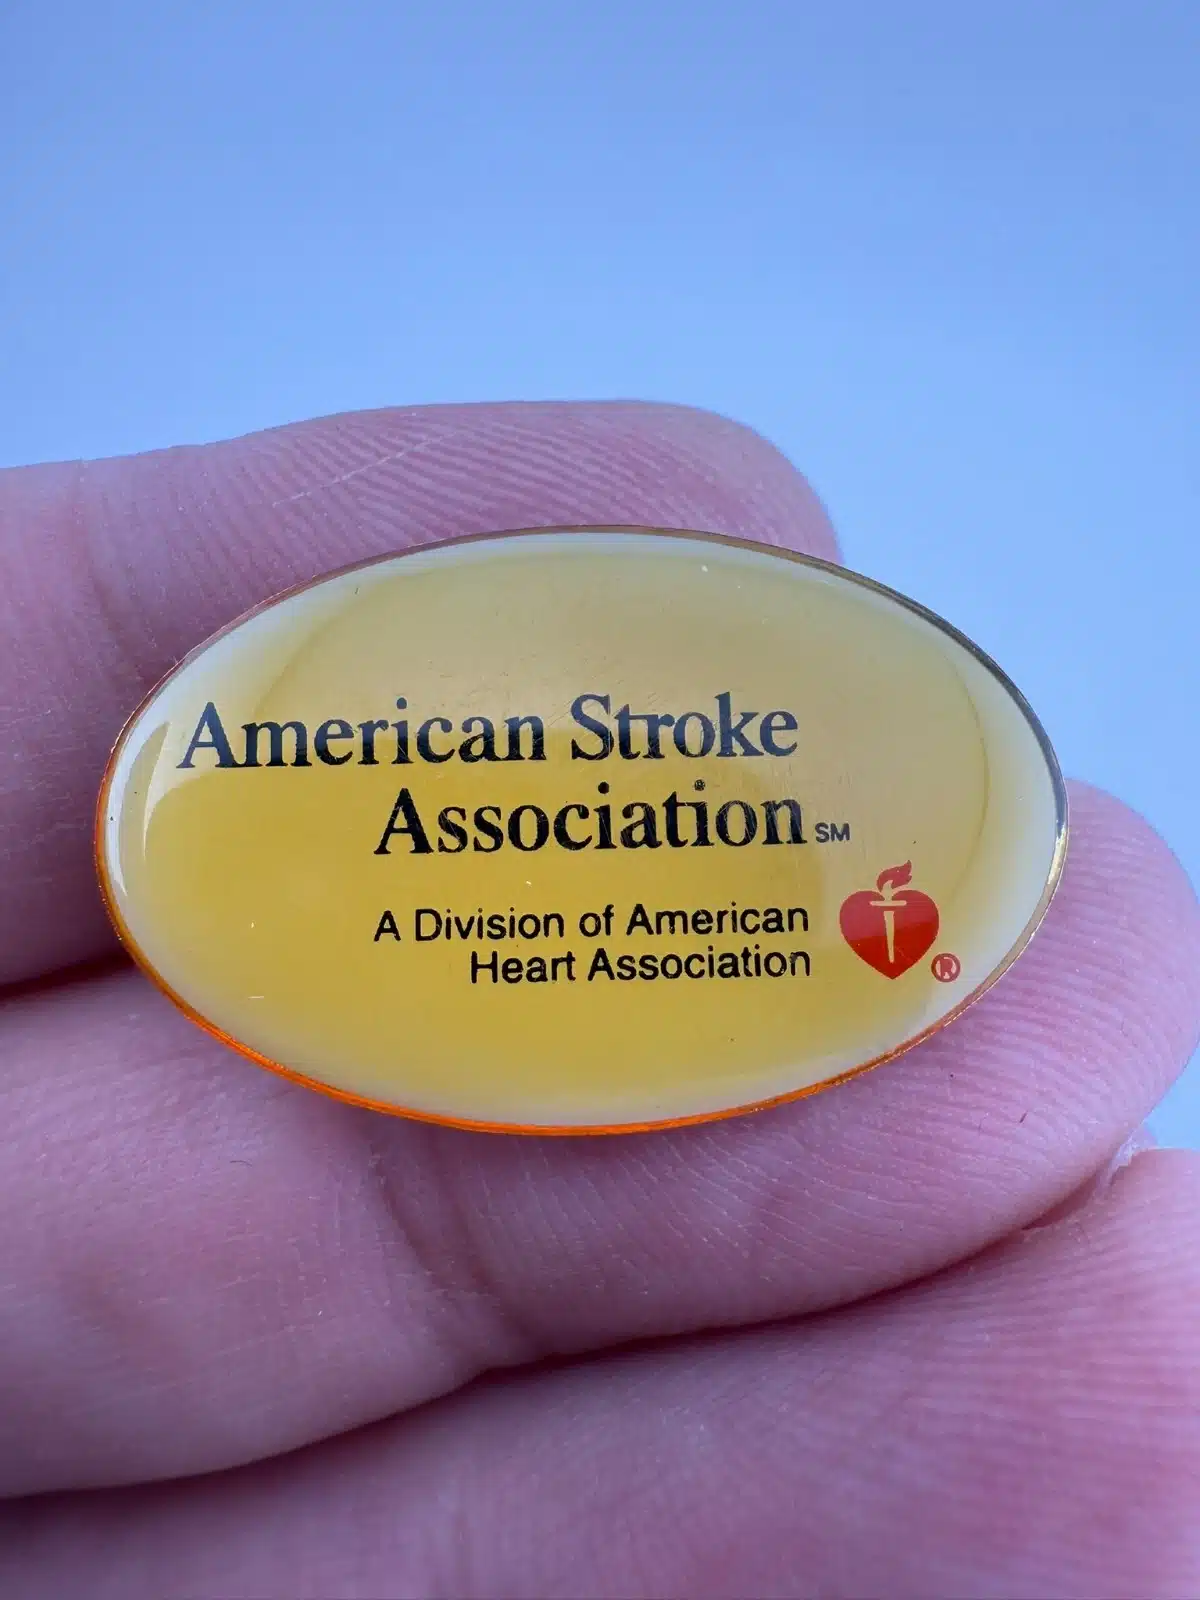 American Stroke
Association SM
A Division of American
Heart Association
®